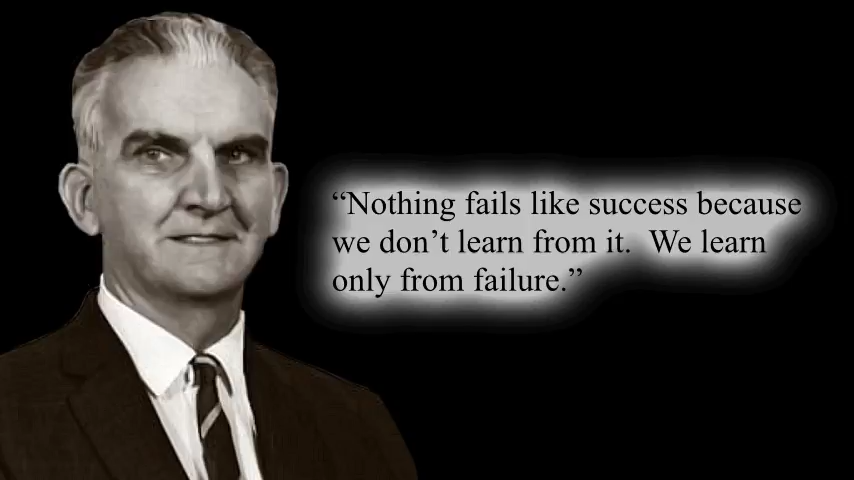 “Nothing fails like success because
we don’t learn from it.  We learn
only from failure.”